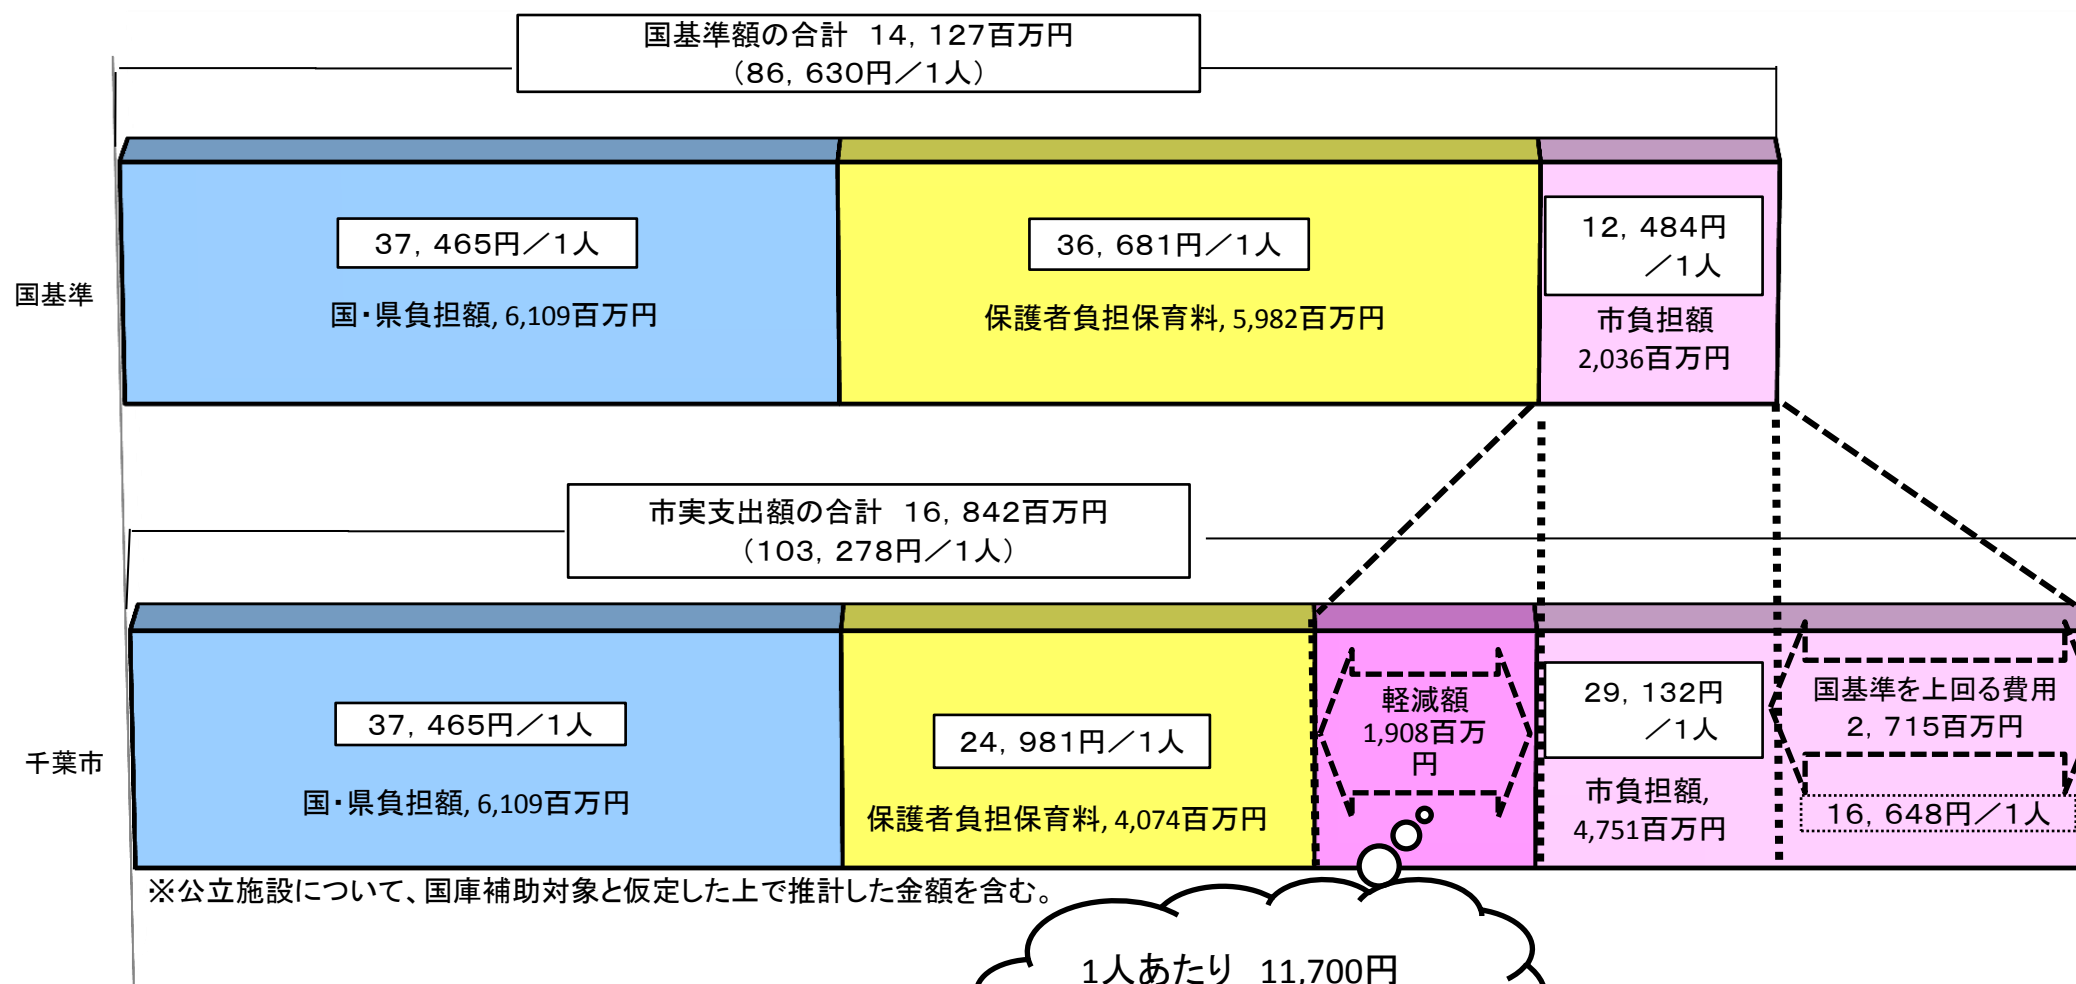 国基準額の合計　14，127百万円
（86，630円／1人）
37，465円／1人
36，681円／1人
12，484円
／1人
国基準
国・県負担額, 6,109百万円
保護者負担保育料, 5,982百万円
市負担額
2,036百万円
市実支出額の合計　16，842百万円
（103，278円／1人）
37，465円／1人
24，981円／1人
軽減額
1,908百万
円
29，132円
／1人
国基準を上回る費用
2，715百万円
千葉市
国・県負担額, 6,109百万円
保護者負担保育料, 4,074百万円
市負担額,
4,751百万円
16，648円／1人
※公立施設について、国庫補助対象と仮定した上で推計した金額を含む。
1人あたり　11,700円